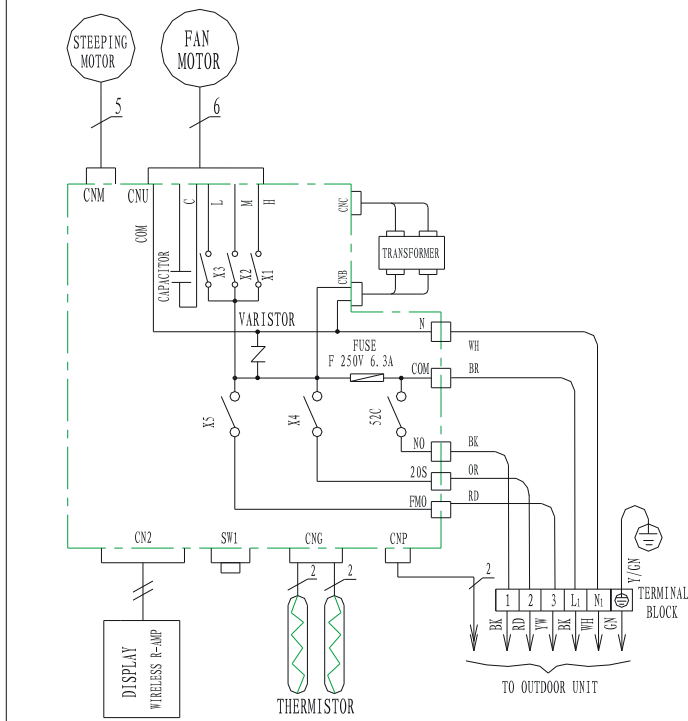 STEEPING
MOTOR
FAN
MOTOR
5
6
CNM
CNU
COM
C
L
M
H
CNC
CAPACITOR
X3
X2
X1
CNB
TRANSFORMER
VARISTOR
N
WH
FUSE
F 250V 6.3A
COM
BR
X5
X4
52C
NO
BK
20S
OR
FMO
RD
CN2
SW1
CNG
CNP
Y/GN
2
2
2
1
2
3
L1
N1
TERMINAL
BLOCK
BK
RD
YW
BK
WH
GN
DISPLAY
WIRELESS R-AMP
THERMISTOR
TO OUTDOOR UNIT